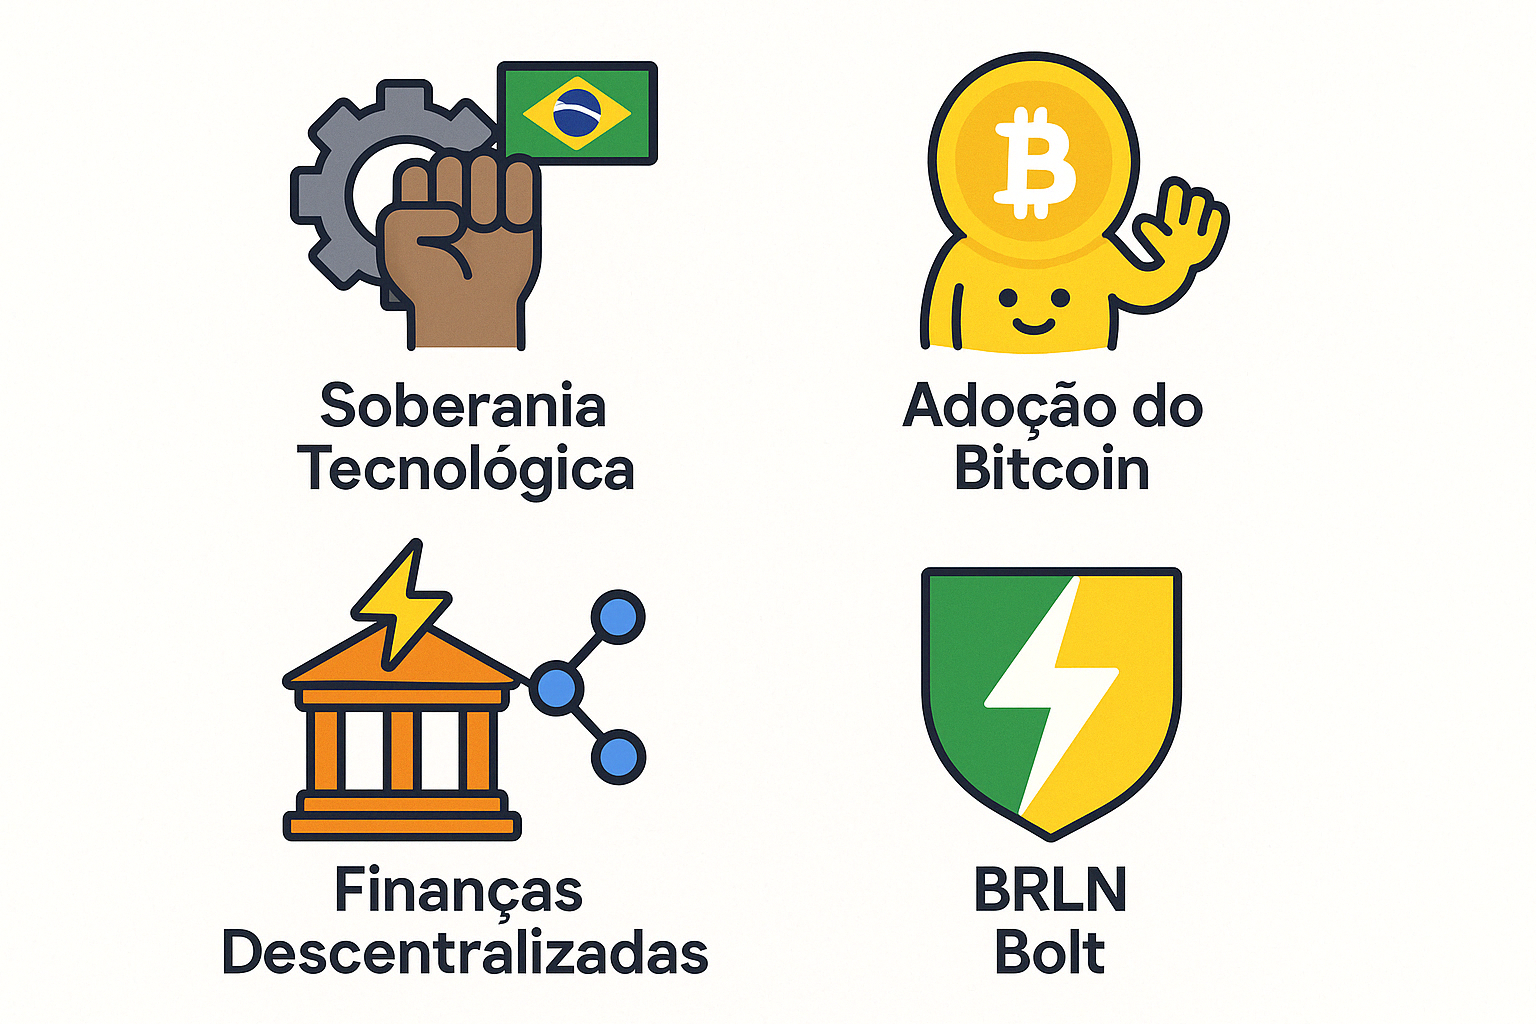 Soberania
Tecnológica
Adoção do
Bitcoin
Finanças
Descentralizadas
BRLN
Bolt